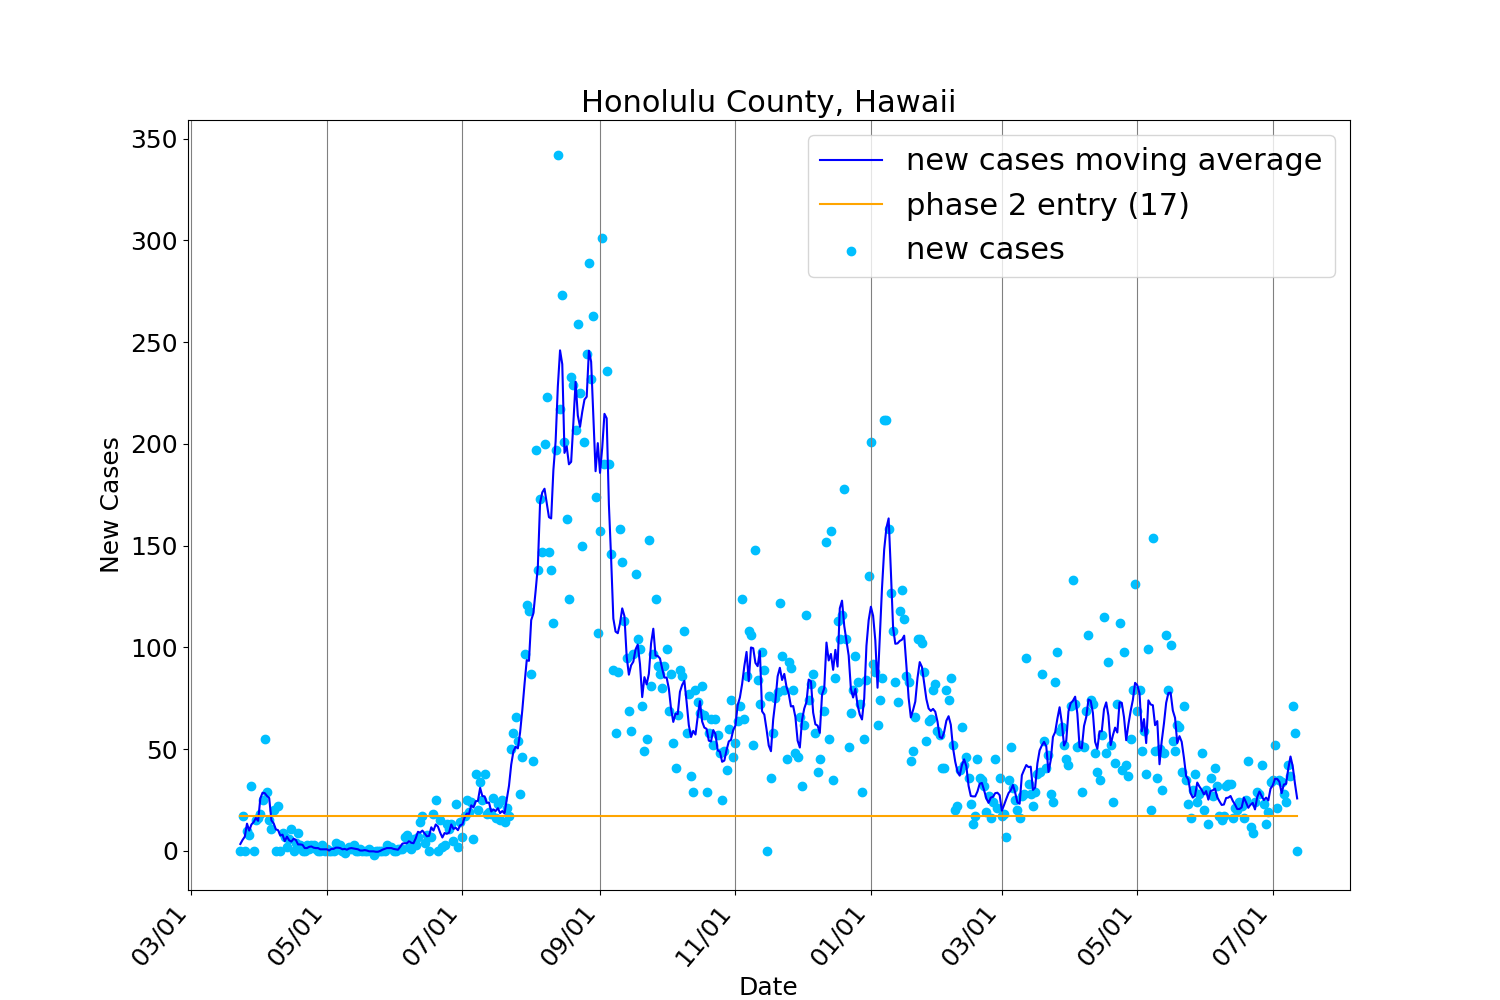 Honolulu County, Hawaii
new cases moving average
phase 2 entry (17)
new cases
350
300
250
200
150
100
50
0
New Cases
03/01
05/01
07/01
09/01
11/01
01/01
03/01
05/01
07/01
Date